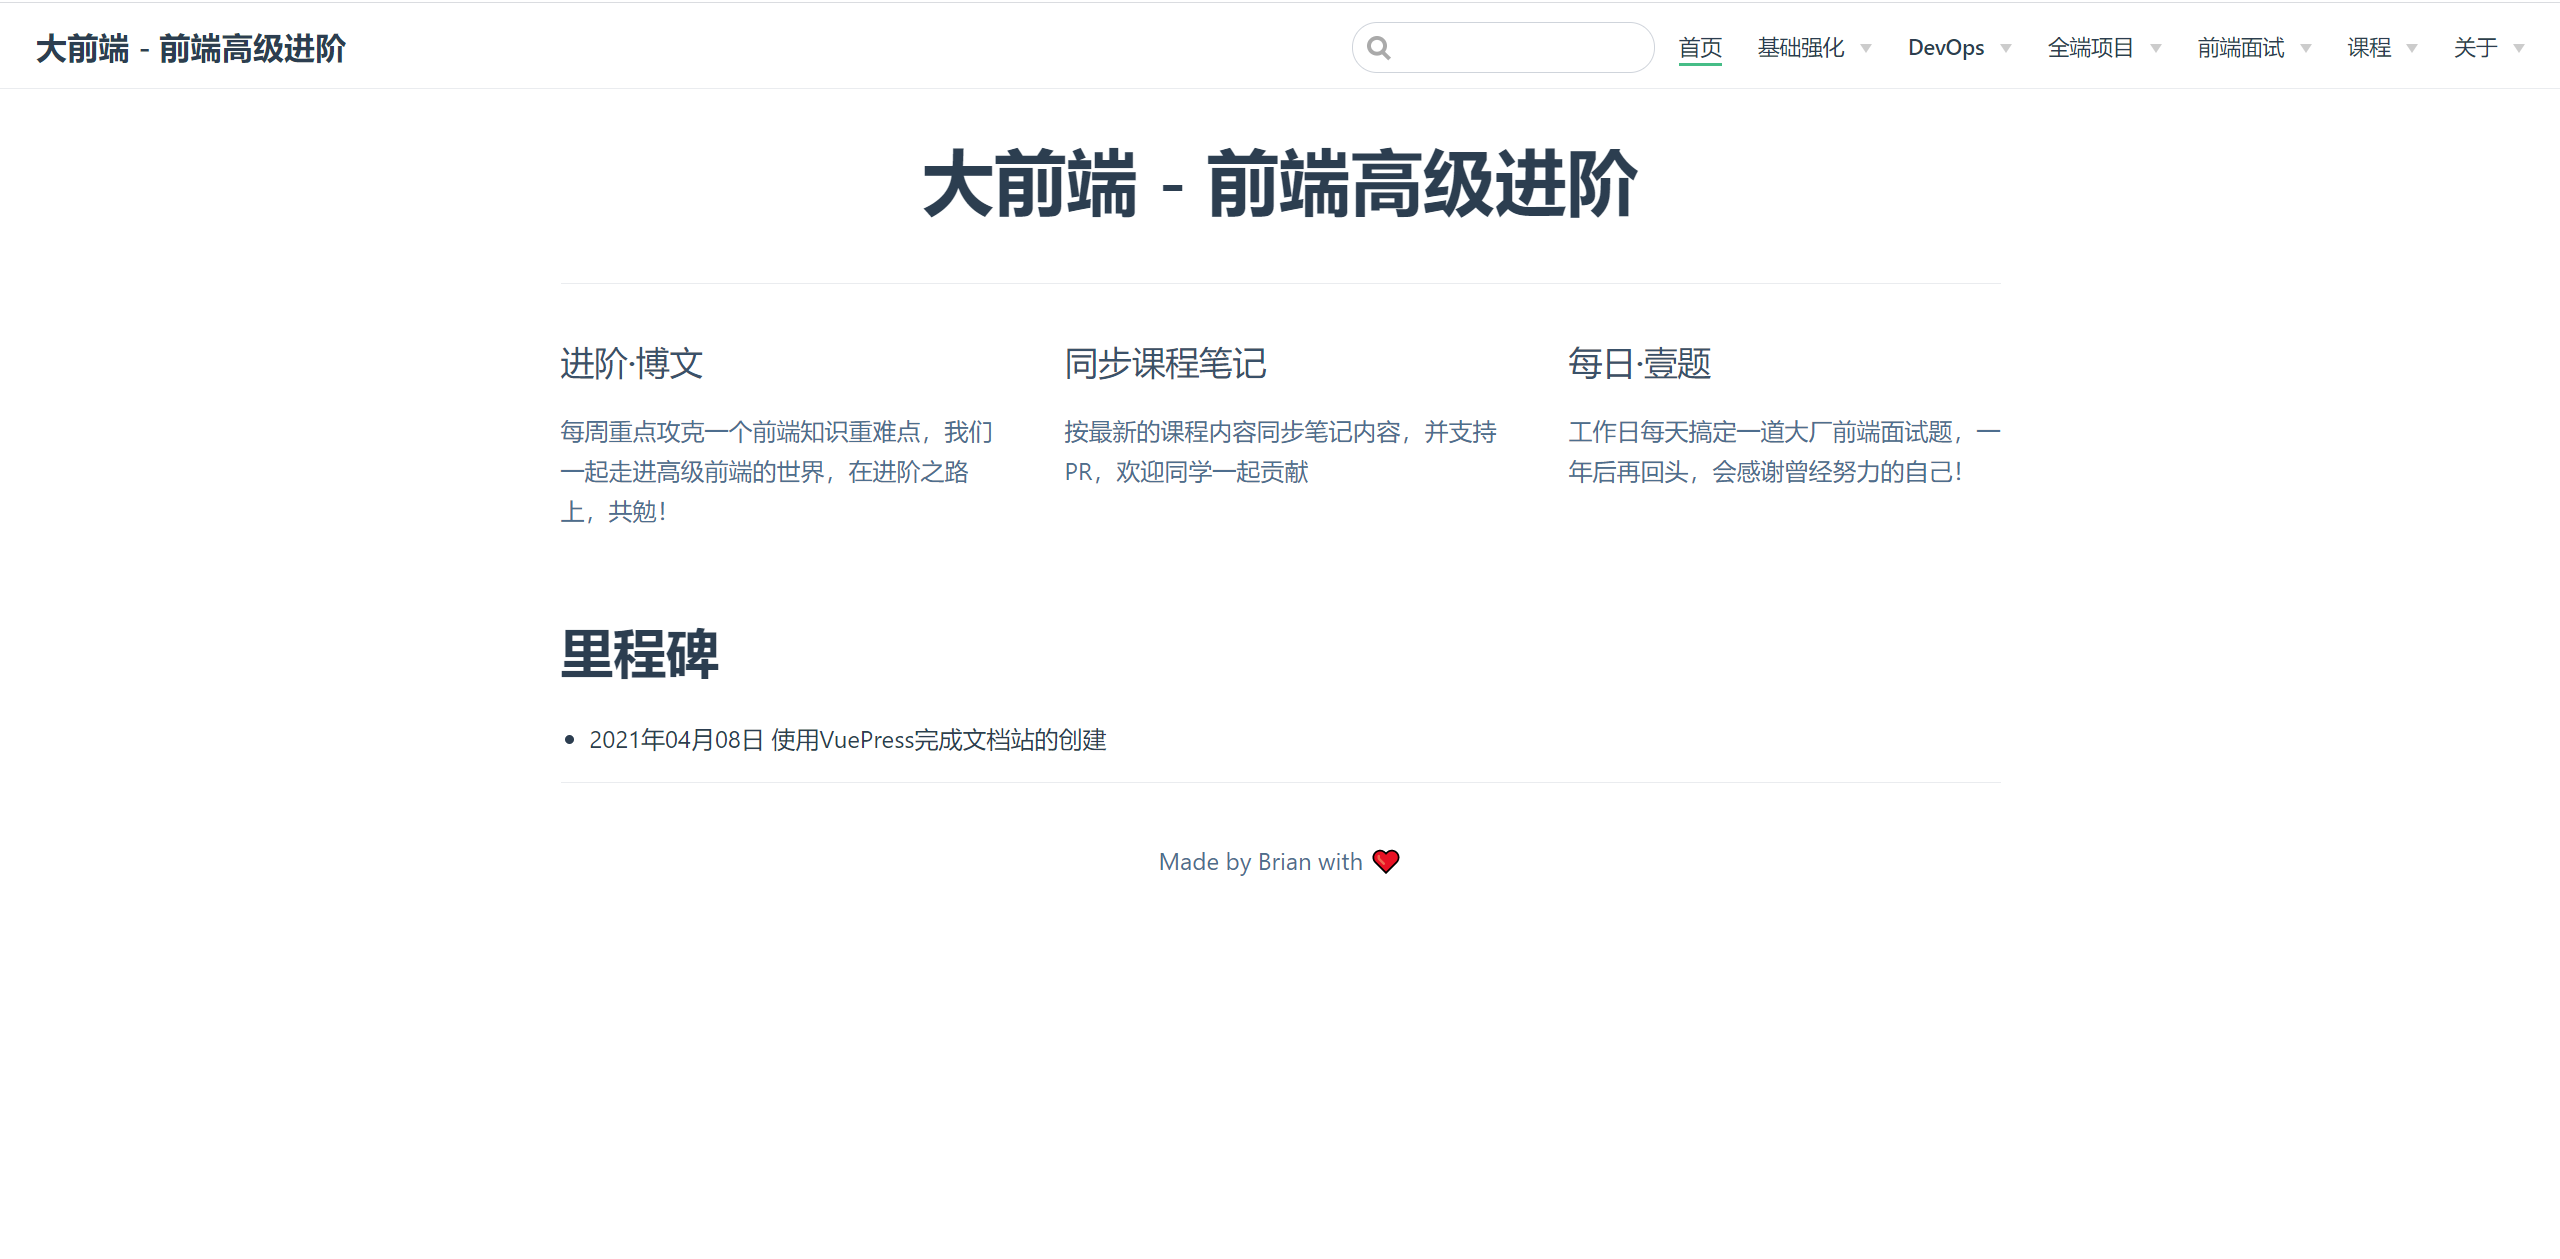 大前端 - 前端高级进阶
首页 基础强化 DevOps 全端项目 前端面试 课程 关于
大前端 - 前端高级进阶
进阶·博文
每周重点攻克一个前端知识重难点，我们
一起走进高级前端的世界，在进阶之路
上，共勉！
同步课程笔记
按最新的课程内容同步笔记内容，并支持
PR，欢迎同学一起贡献
每日·壹题
工作日每天搞定一道大厂前端面试题，一
年后再回头，会感谢曾经努力的自己！
里程碑
2021年04月08日 使用VuePress完成文档站的创建
Made by Brian with ❤️